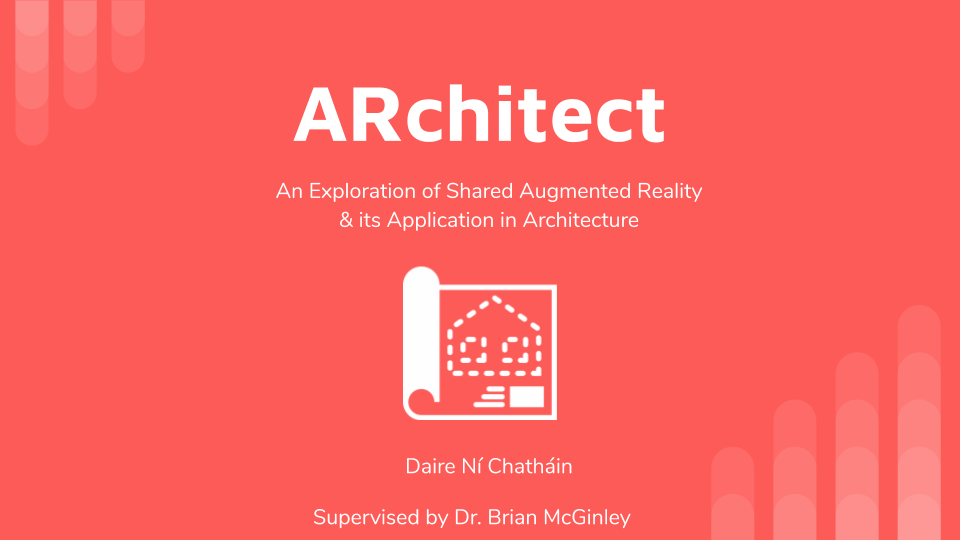 ARchitect
An Exploration of Shared Augmented Reality
& its Application in Architecture
Daire Ní Chatháin
Supervised by Dr. Brian McGinley